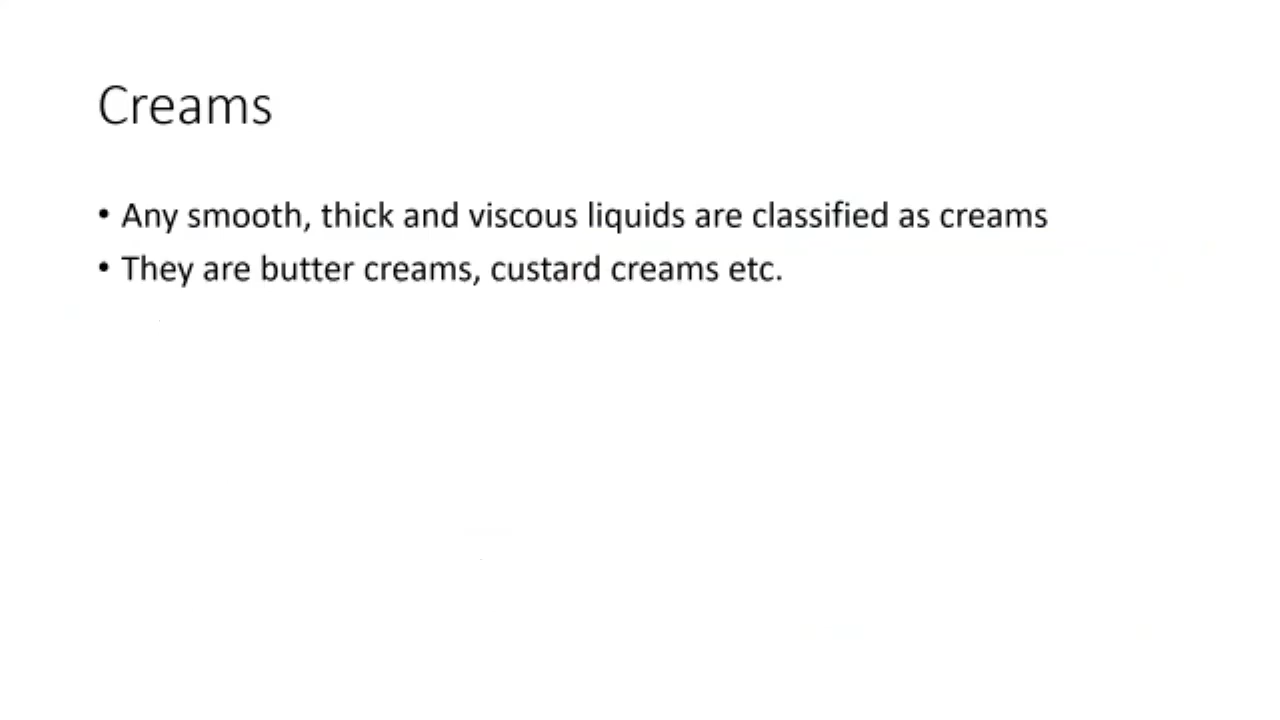 Creams
• Any smooth, thick and viscous liquids are classified as creams
• They are butter creams, custard creams etc.